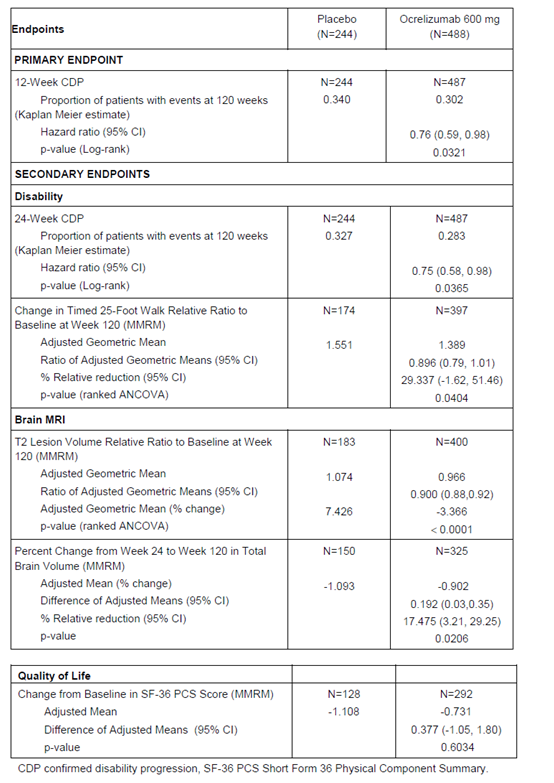 Endpoints Placebo (N=244) Ocrelizumab 600 mg (N=488)
PRIMARY ENDPOINT
12-Week CDP N=244 N=487
Proportion of patients with events at 120 weeks 0.340 0.302
(Kaplan Meier estimate)
Hazard ratio (95% CI) 0.76 (0.59, 0.98)
p-value (Log-rank) 0.0321
SECONDARY ENDPOINTS
Disability
24-Week CDP N=244 N=487
Proportion of patients with events at 120 weeks 0.327 0.283
(Kaplan Meier estimate)
Hazard ratio (95% CI) 0.75 (0.58, 0.98)
p-value (Log-rank) 0.0365
Change in Timed 25-Foot Walk Relative Ratio to N=174 N=397
Baseline at Week 120 (MMRM)
Adjusted Geometric Mean 1.551 1.389
Ratio of Adjusted Geometric Means (95% CI) 0.896 (0.79, 1.01)
% Relative reduction (95% CI) 29.337 (-1.62, 51.46)
p-value (ranked ANCOVA) 0.0404
Brain MRI
T2 Lesion Volume Relative Ratio to Baseline at Week N=183 N=400
120 (MMRM)
Adjusted Geometric Mean 1.074 0.966
Ratio of Adjusted Geometric Means (95% CI) 0.900 (0.88,0.92)
Adjusted Geometric Mean (% change) 7.426 -3.366
p-value (ranked ANCOVA) < 0.0001
Percent Change from Week 24 to Week 120 in Total N=150 N=325
Brain Volume (MMRM)
Adjusted Mean (% change) -1.093 -0.902
Difference of Adjusted Means (95% CI) 0.192 (0.03,0.35)
% Relative reduction (95% CI) 17.475 (3.21, 29.25)
p-value 0.0206
Quality of Life
Change from Baseline in SF-36 PCS Score (MMRM) N=128 N=292
Adjusted Mean -1.108 -0.731
Difference of Adjusted Means (95% CI) 0.377 (-1.05, 1.80)
p-value 0.6034
CDP confirmed disability progression, SF-36 PCS Short Form 36 Physical Component Summary.